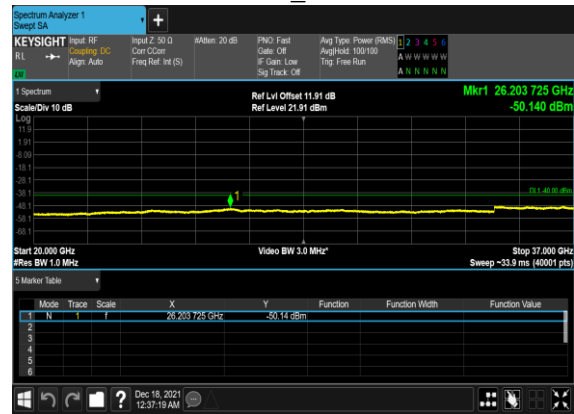 Spectrum Analyzer 1
Swept SA
+
KEYSIGHT Input: RF Input Z: 50 Ω #Atten: 20 dB PNO: Fast Avg Type: Power (RMS) 1 2 3 4 5 6
RL Coupling: DC Corr CCorr Gate: Off Avg|Hold: 100/100 A W W W W W
Align: Auto Freq Ref: Int (S) IF Gain: Low Trig: Free Run
Sig Track: Off A N N N N N
1 Spectrum Ref Lvl Offset 11.91 dB Mkr1 26.203 725 GHz
Scale/Div 10 dB Ref Level 21.91 dBm -50.140 dBm
Log
11.9
1.91
-8.09
-18.1
-28.1
-38.1 DL1 -40.00 dBm
-48.1 1
-58.1
-68.1
Start 20.000 GHz Video BW 3.0 MHz* Stop 37.000 GHz
#Res BW 1.0 MHz Sweep ~33.9 ms (40001 pts)
5 Marker Table
Mode Trace Scale X Y Function Function Width Function Value
1 N 1 f 26.203 725 GHz -50.14 dBm
2
3
4
5
6
? Dec 18, 2021
12:37:19 AM